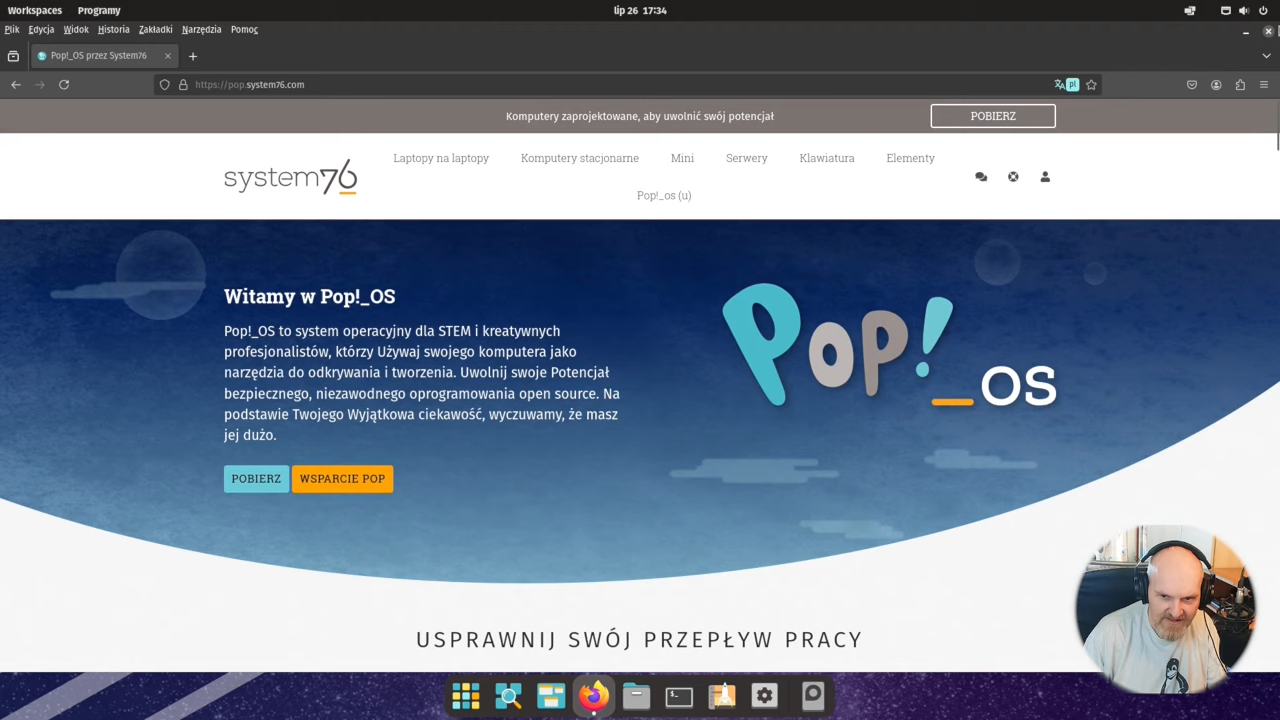 Workspaces Programy lip 26 17:34
Plik Edycja Widok Historia Zakładki Narzędzia Pomoc
Pop!_OS przez System76
https://pop.system76.com pl
Komputery zaprojektowane, aby uwolnić swój potencjał POBIERZ
Laptopy na laptopy Komputery stacjonarne Mini Serwery Klawiatura Elementy
system76
Pop!_os (u)
Witamy w Pop!_OS
Pop!_OS to system operacyjny dla STEM i kreatywnych
profesjonalistów, którzy Używaj swojego komputera jako
narzędzia do odkrywania i tworzenia. Uwolnij swoje Potencjał
bezpiecznego, niezawodnego oprogramowania open source. Na
podstawie Twojego Wyjątkowa ciekawość, wyczuwamy, że masz
jej dużo.
Pop!_OS
POBIERZ WSPARCIE POP
USPRAWNIJ SWÓJ PRZEPŁYW PRACY